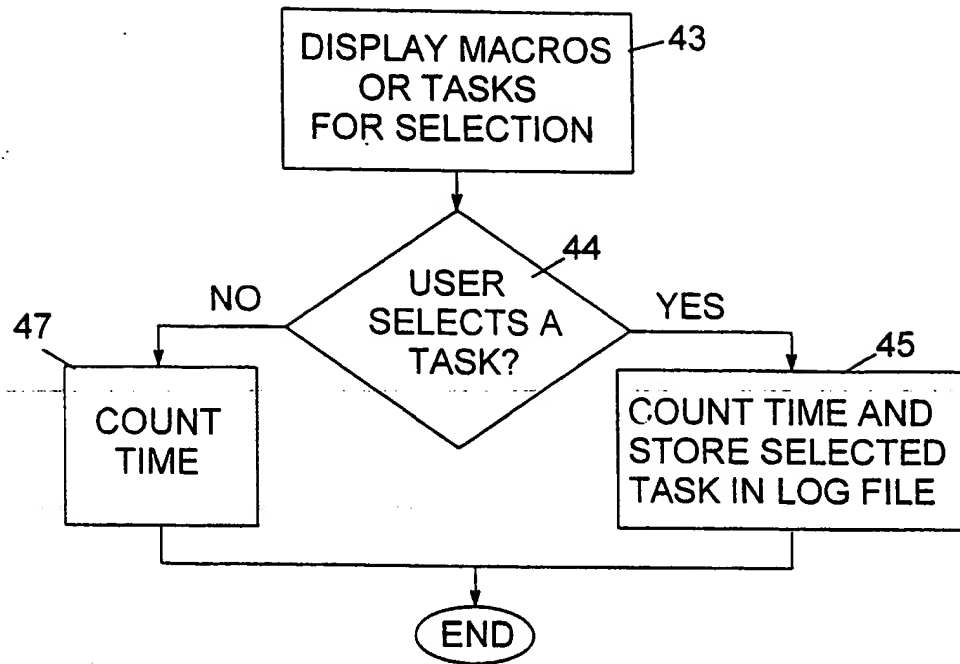 DISPLAY MACROS
OR TASKS
FOR SELECTION
43
USER
SELECTS A
TASK?
44
NO
YES
47
COUNT
TIME
45
COUNT TIME AND
STORE SELECTED
TASK IN LOG FILE
END